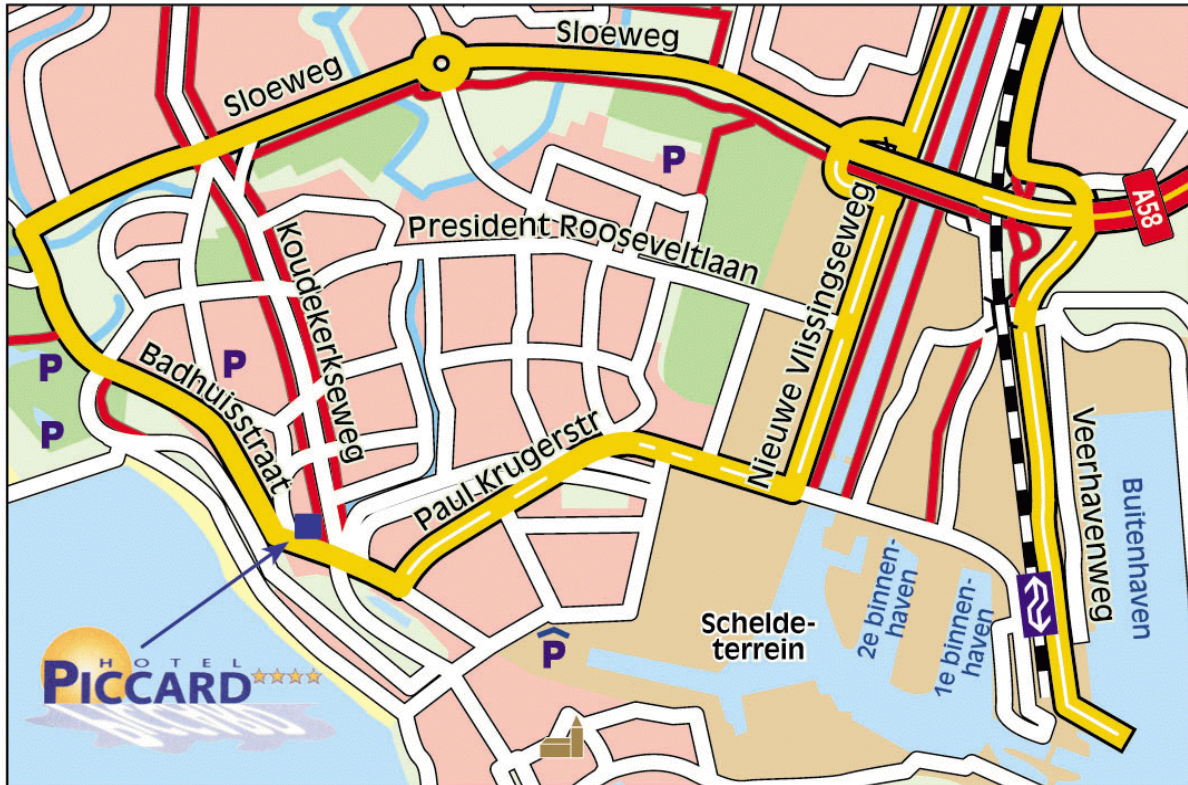 Sloeweg
Sloeweg
P
A58
President Rooseveltlaan
Koudekerkseweg
Nieuwe Vlissingseweg
P
P
P
Badhuisstraat
Paul Krugerstr
Veerhavenweg
Buitenhaven
2e binnen-
haven
1e binnen-
haven
Schelde-
terrein
P
HOTEL
PICCARD